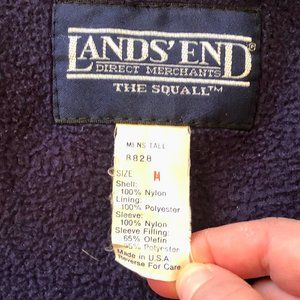 LANDS' END®
DIRECT MERCHANTS
THE SQUALL™
MENS TALL
8828
SIZE M
Shell:
100% Nylon
Lining:
100% Polyester
Sleeve:
100% Nylon
Sleeve Filling:
65% Olefin
35% Polyester
Made in U.S.A
Reverse For Care